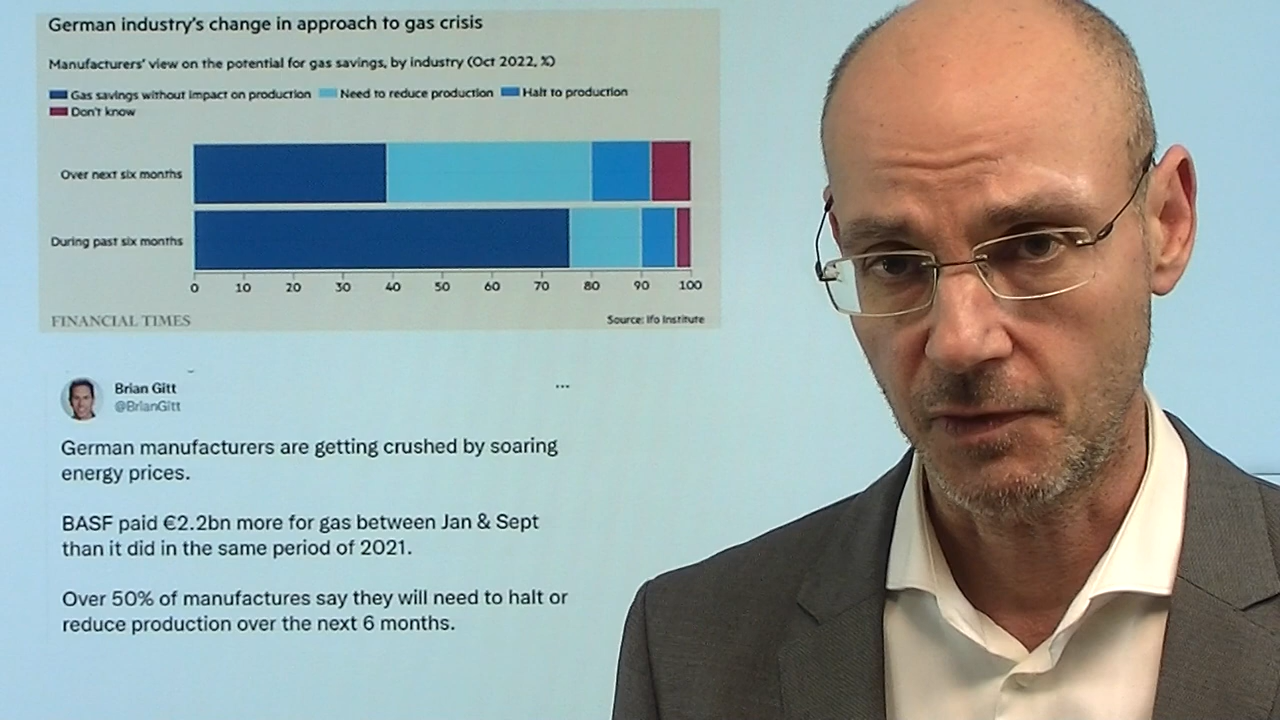 German industry's change in approach to gas crisis
Manufacturers' view on the potential for gas savings, by industry (Oct 2022, %)
Gas savings without impact on production Need to reduce production Halt to production
Don't know
Over next six months
During past six months
0 10 20 30 40 50 60 70 80 90 100
FINANCIAL TIMES Source: Ifo Institute
Brian Gitt
@BrianGitt
...
German manufacturers are getting crushed by soaring
energy prices.
BASF paid €2.2bn more for gas between Jan & Sept
than it did in the same period of 2021.
Over 50% of manufactures say they will need to halt or
reduce production over the next 6 months.